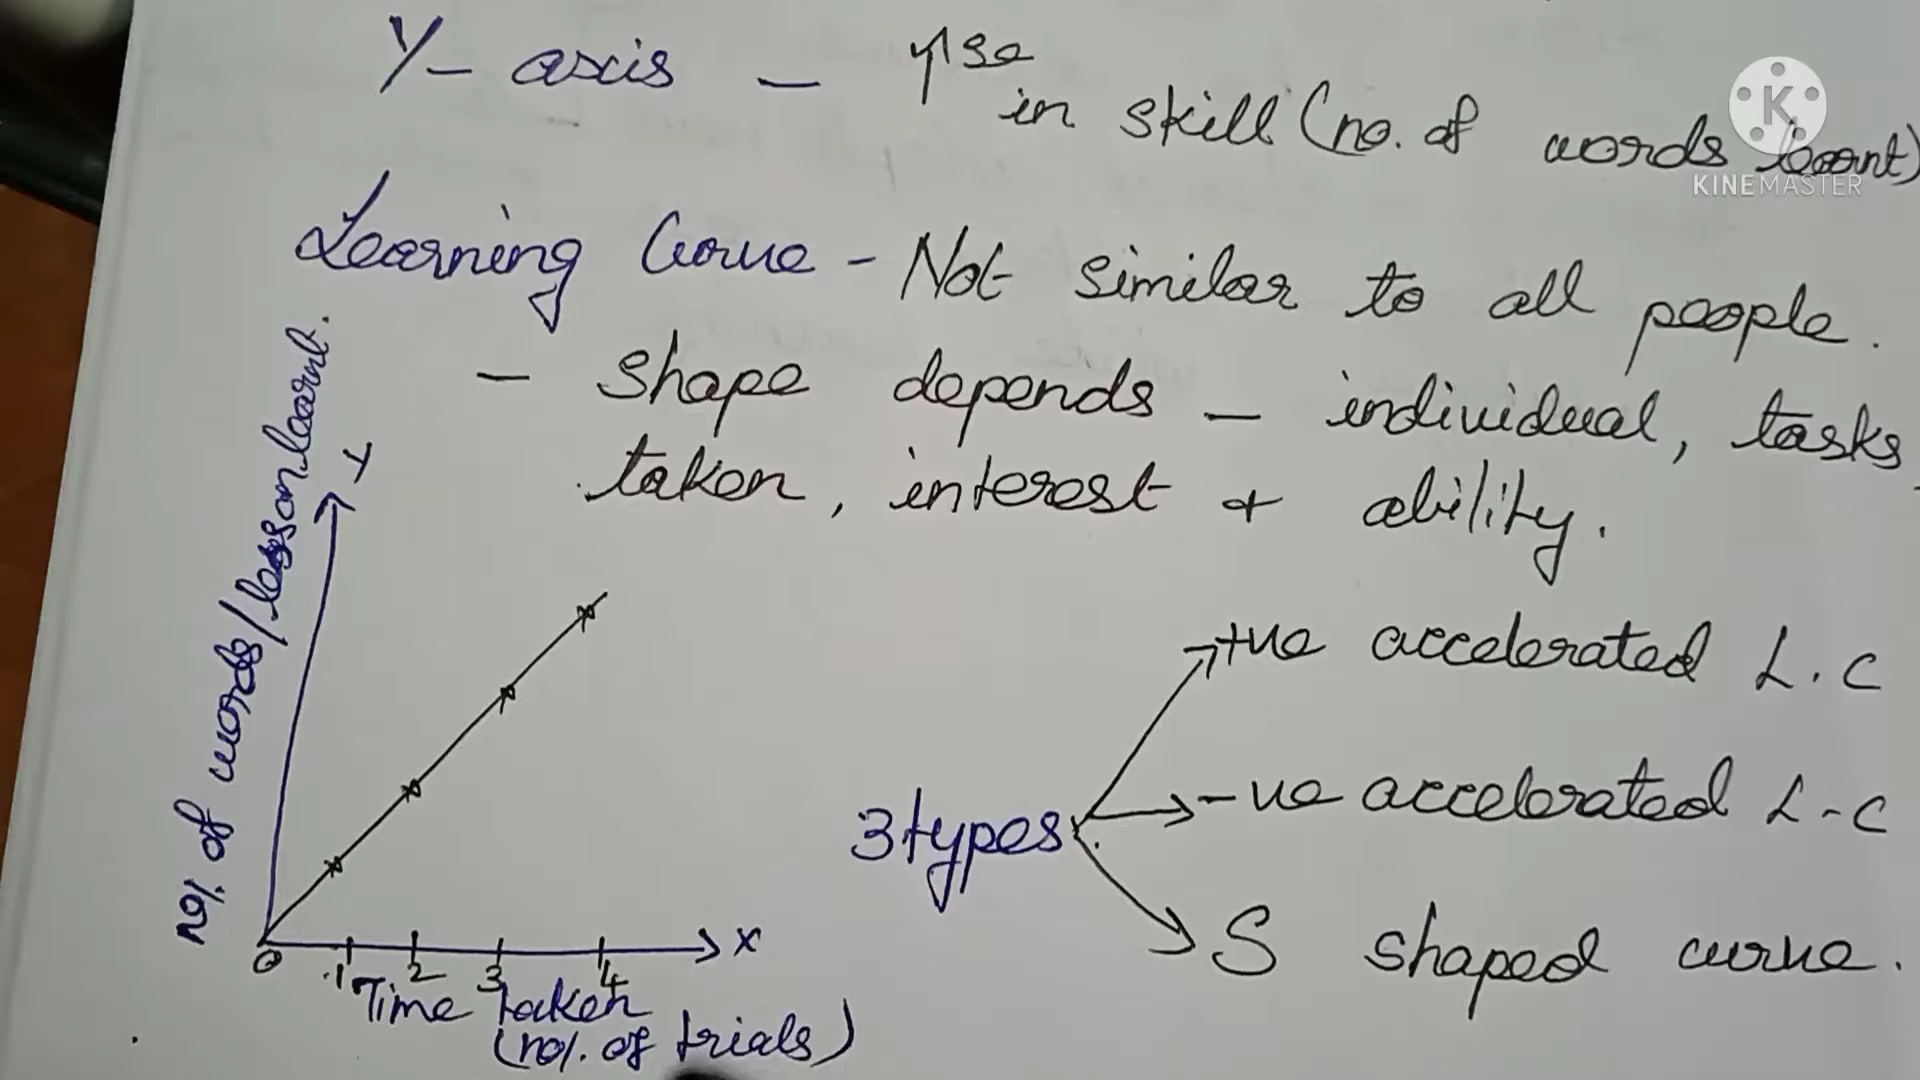 Y- axis - rise
in skill (no. of words learnt)
K
KINEMASTER
Learning Curve - Not similar to all people.
- Shape depends - individual, tasks
taken, interest + ability.
no/. of words/lesson learnt.
Y
0 1 2 3 4 X
Time taken
(no/. of trials)
3 types
+ve accelerated L.C
-ve accelerated L-C
S shaped curve.